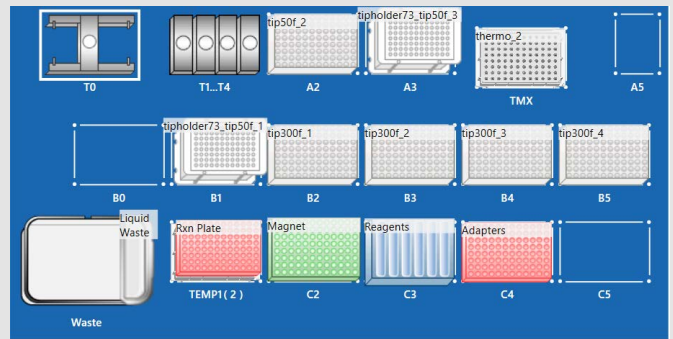 tip50f_2
tipholder73_tip50f_3
thermo_2
T0
T1...T4
A2
A3
TMX
A5
tipholder73_tip50f_1
tip300f_1
tip300f_2
tip300f_3
tip300f_4
B0
B1
B2
B3
B4
B5
Liquid
Waste
Rxn Plate
Magnet
Reagents
Adapters
TEMP1( 2 )
C2
C3
C4
C5
Waste